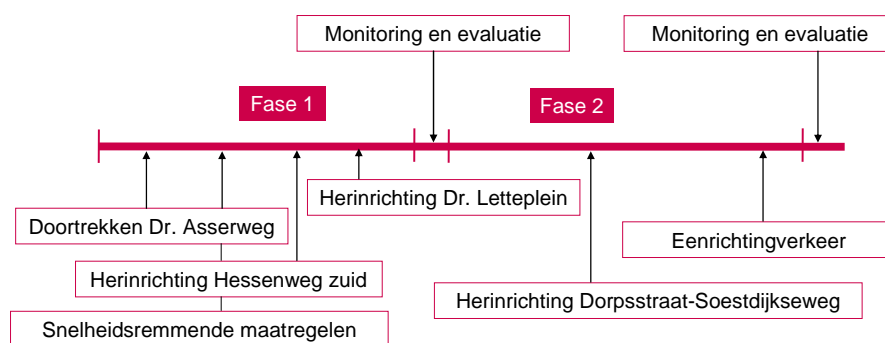 Monitoring en evaluatie
Monitoring en evaluatie
Fase 1
Fase 2
Herinrichting Dr. Letteplein
Doortrekken Dr. Asserweg
Eenrichtingverkeer
Herinrichting Hessenweg zuid
Herinrichting Dorpsstraat-Soestdijkseweg
Snelheidsremmende maatregelen